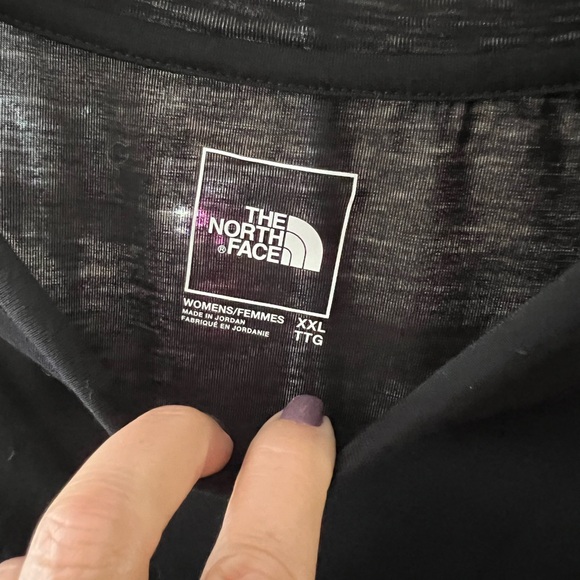 THE
NORTH
®FACE
WOMENS/FEMMES XXL
MADE IN JORDAN
FABRIQUÉ EN JORDANIE TTG